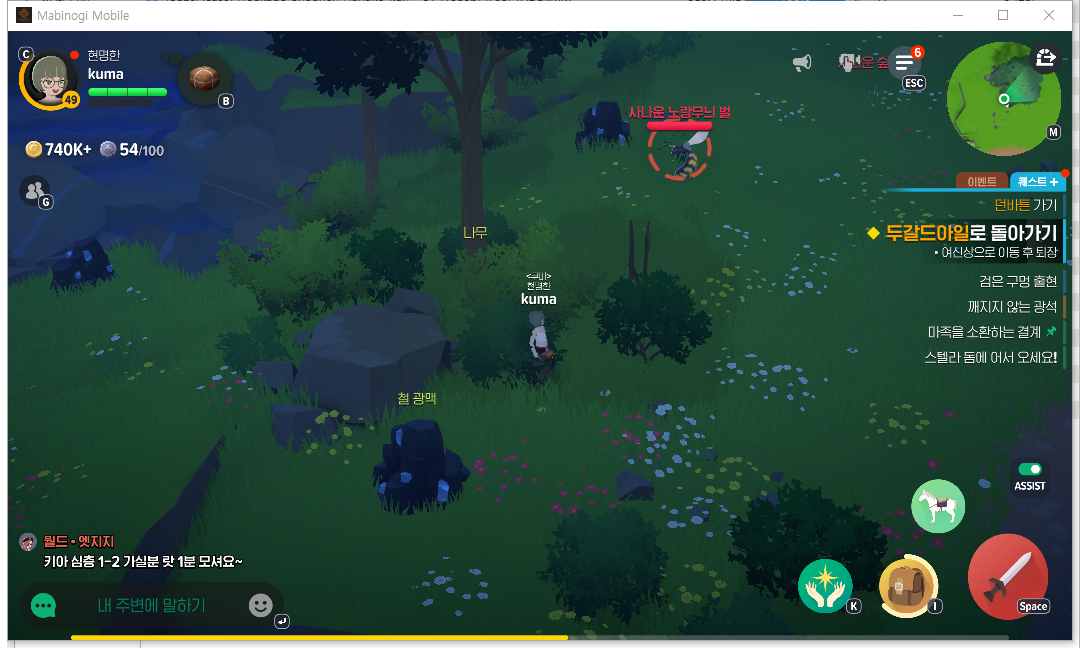 Mabinogi Mobile
C
현명한
kuma
49
B
740K+
54/100
G
사나운 노랑무늬 벌
운 숲
6
ESC
M
이벤트
퀘스트 +
던바튼 가기
두갈드아일로 돌아가기
• 여신상으로 이동 후 퇴장
검은 구멍 출현
깨지지 않는 광석
마족을 소환하는 결계
스텔라 돔에 어서 오세요!
나무
현명한
kuma
철 광맥
ASSIST
월드 • 엣지지
키아 심층 1-2 가실분 랏 1분 모셔요~
내 주변에 말하기
K
I
Space